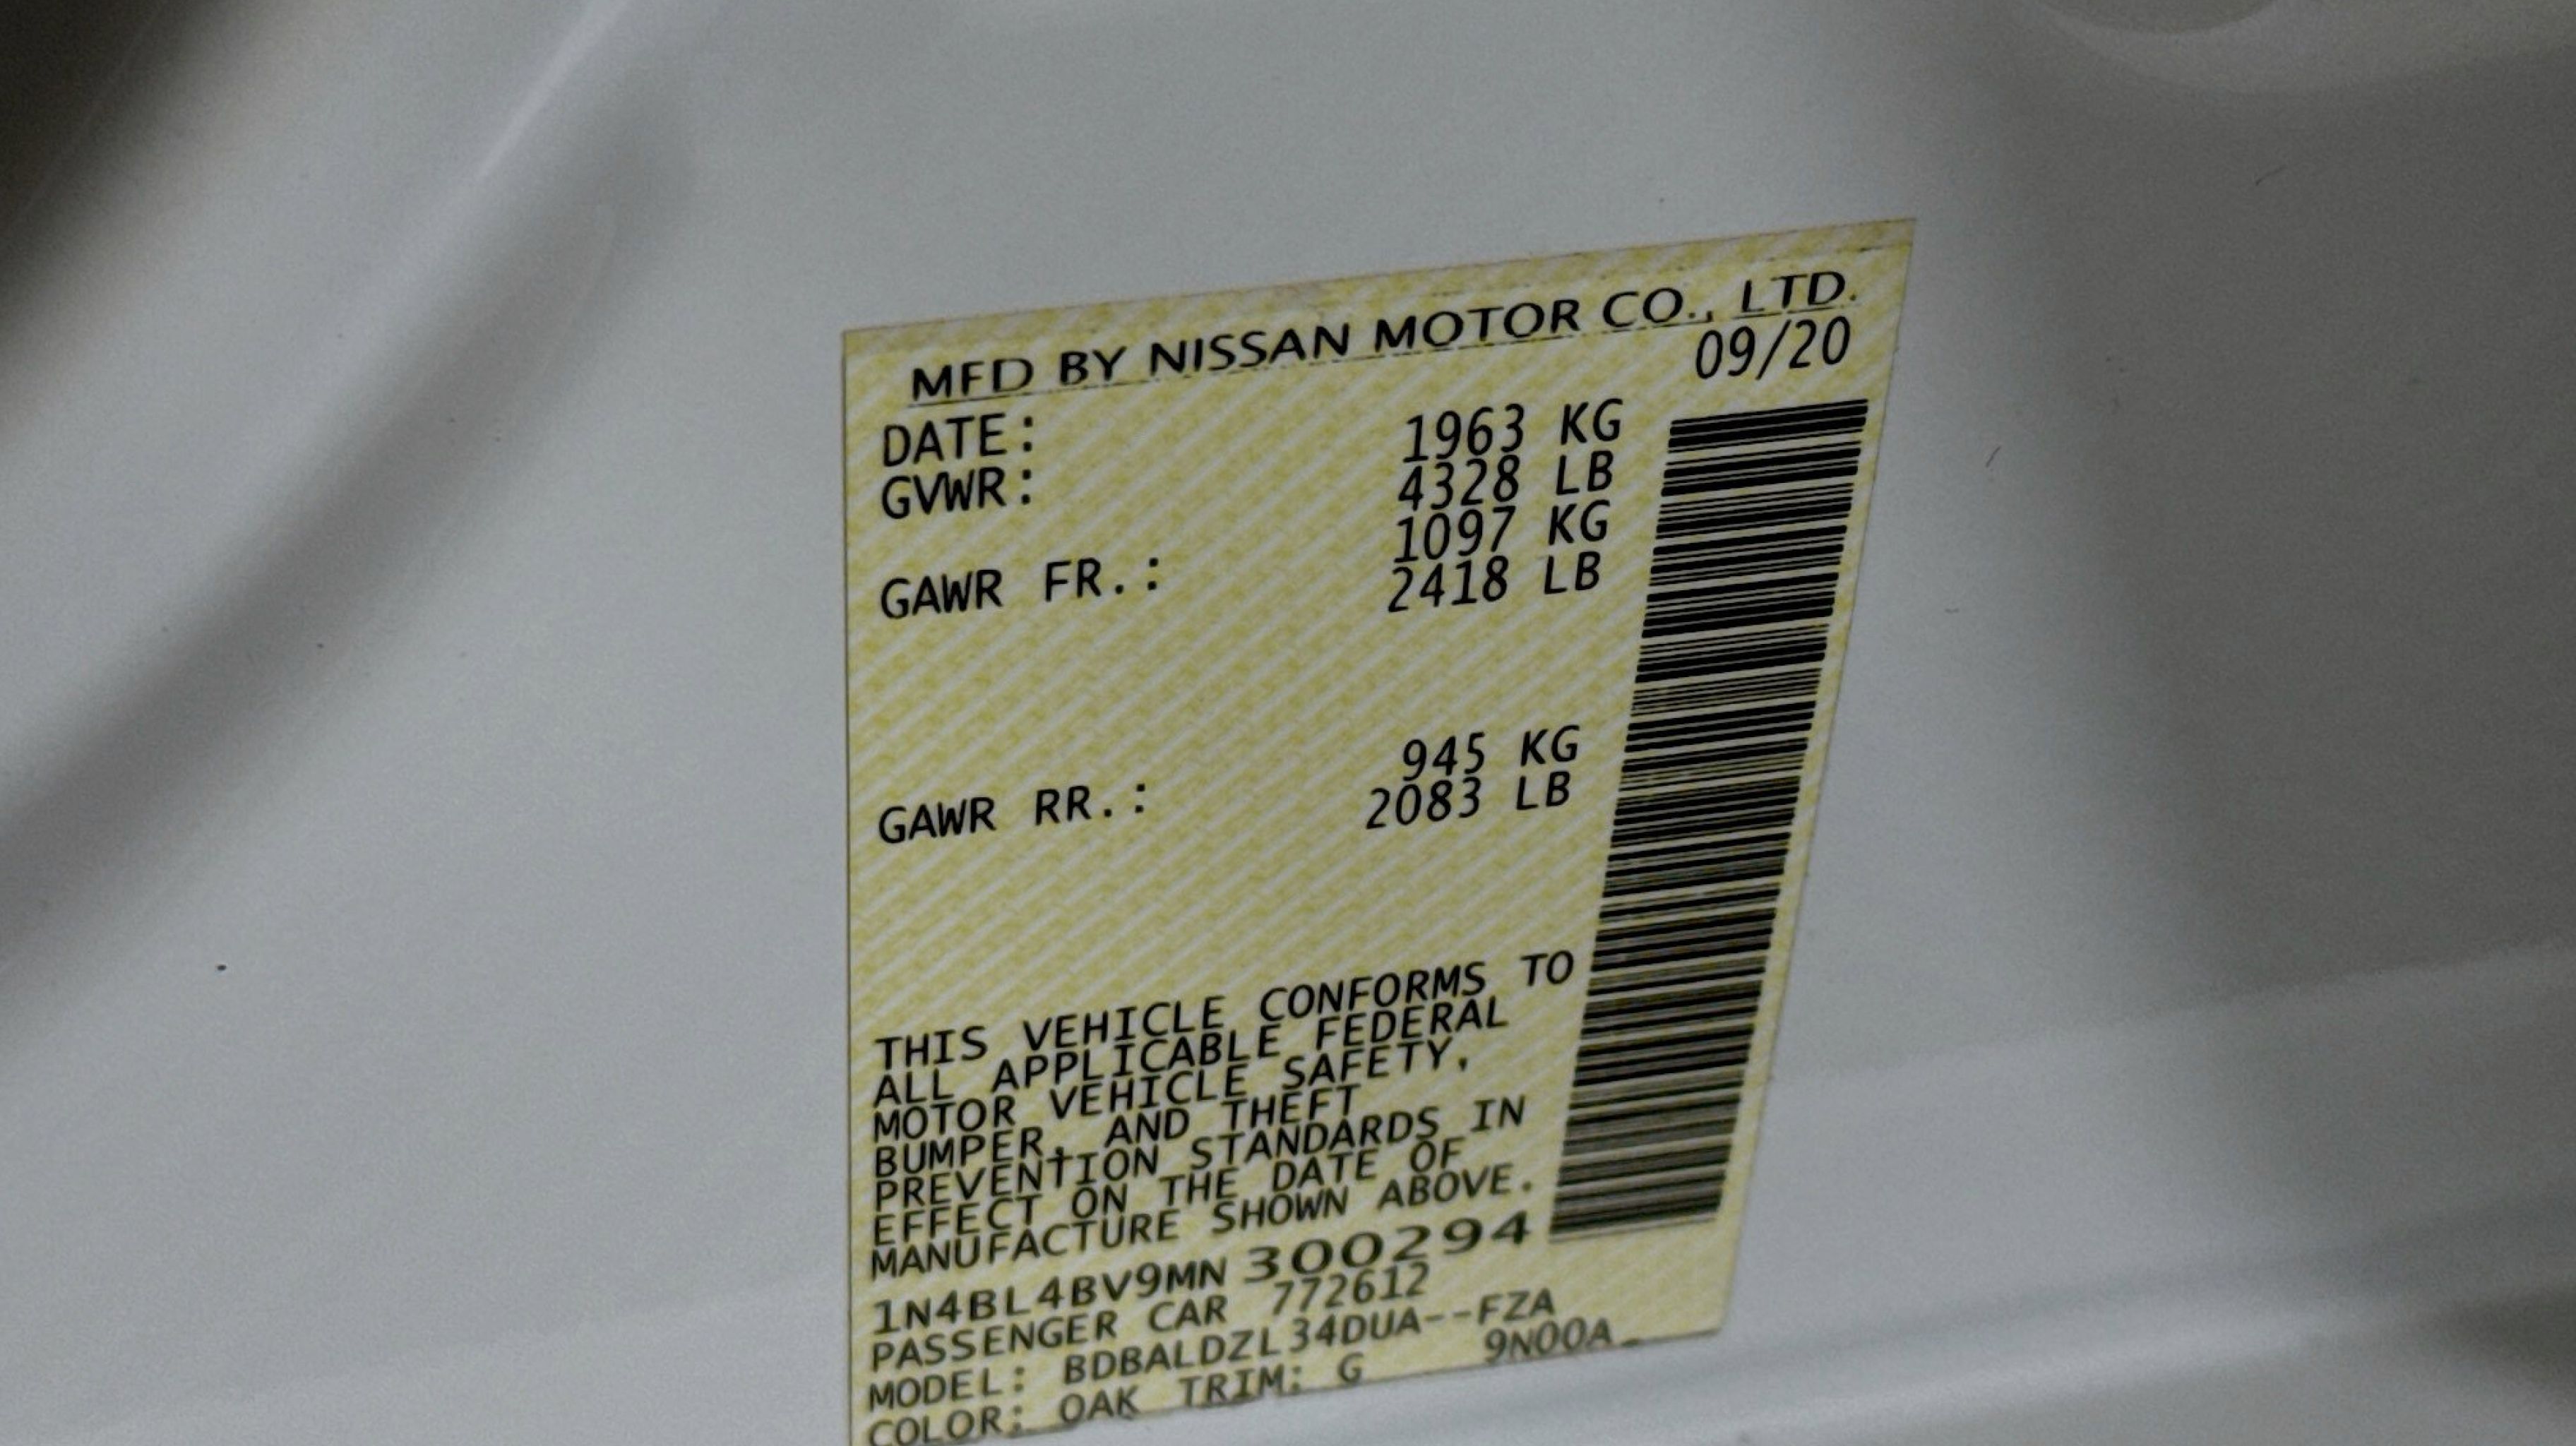 MFD BY NISSAN MOTOR CO., LTD.
DATE: 09/20
GVWR: 1963 KG
4328 LB
GAWR FR.: 1097 KG
2418 LB
GAWR RR.: 945 KG
2083 LB
THIS VEHICLE CONFORMS TO
ALL APPLICABLE FEDERAL
MOTOR VEHICLE SAFETY,
BUMPER, AND THEFT
PREVENTION STANDARDS IN
EFFECT ON THE DATE OF
MANUFACTURE SHOWN ABOVE.
1N4BL4BV9MN300294
PASSENGER CAR 772612
MODEL: BDBALDZL34DUA--FZA
COLOR: QAK TRIM: G 9N00A